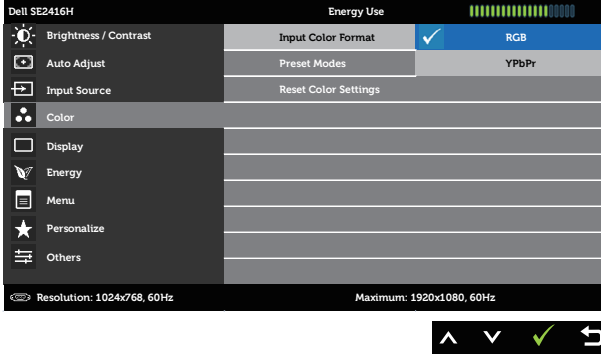 Dell SE2416H Energy Use
Brightness / Contrast Input Color Format RGB
Auto Adjust Preset Modes YPbPr
Input Source Reset Color Settings
Color
Display
Energy
Menu
Personalize
Others
Resolution: 1024x768, 60Hz Maximum: 1920x1080, 60Hz